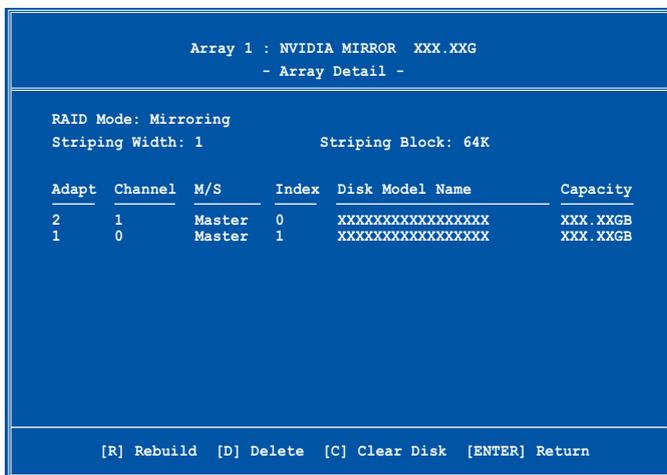 Array 1 : NVIDIA MIRROR XXX.XXG
- Array Detail -
RAID Mode: Mirroring
Striping Width: 1 Striping Block: 64K
Adapt Channel M/S Index Disk Model Name Capacity
2 1 Master 0 XXXXXXXXXXXXXXXXX XXX.XXGB
1 0 Master 1 XXXXXXXXXXXXXXXXX XXX.XXGB
[R] Rebuild [D] Delete [C] Clear Disk [ENTER] Return